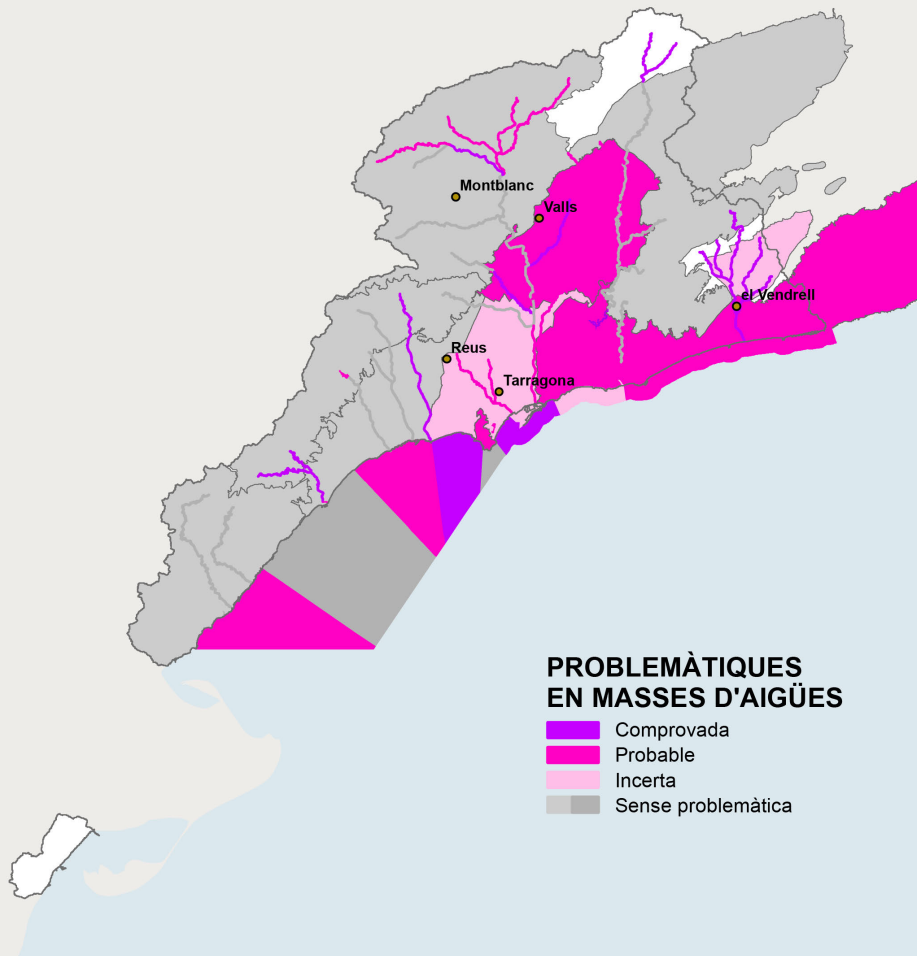 Montblanc
Valls
el Vendrell
Reus
Tarragona
PROBLEMÀTIQUES
EN MASSES D'AIGÜES
Comprovada
Probable
Incerta
Sense problemàtica